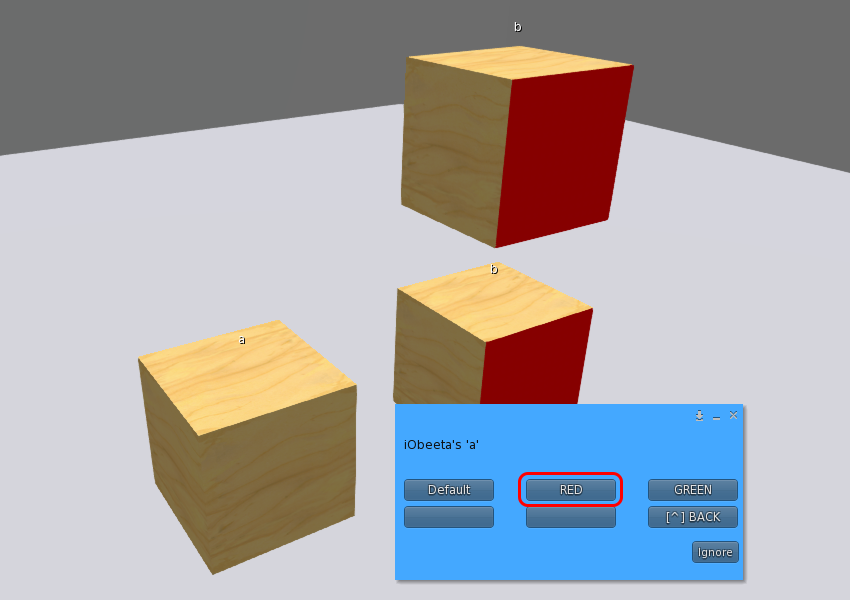 b
b
a
iObeeta's 'a'
Default RED GREEN
[^] BACK
Ignore